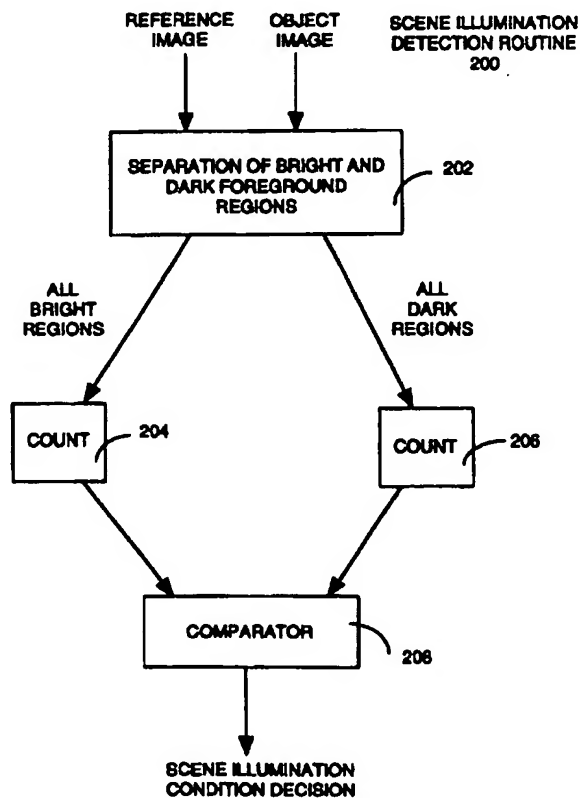 REFERENCE IMAGE
OBJECT IMAGE
SCENE ILLUMINATION
DETECTION ROUTINE
200
SEPARATION OF BRIGHT AND
DARK FOREGROUND
REGIONS
202
ALL
BRIGHT
REGIONS
ALL
DARK
REGIONS
COUNT
204
COUNT
206
COMPARATOR
208
SCENE ILLUMINATION
CONDITION DECISION